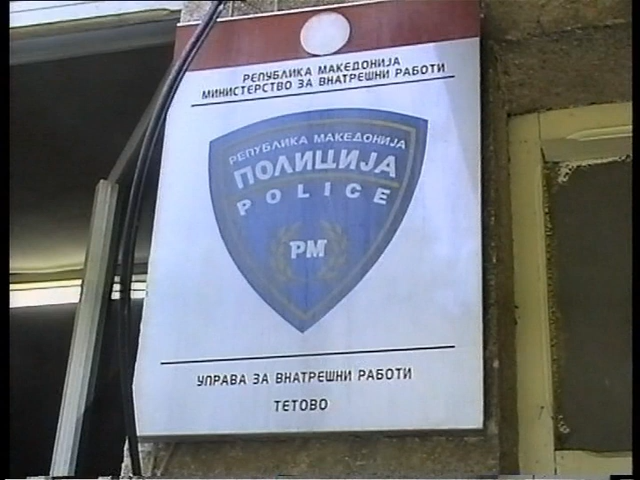 РЕПУБЛИКА МАКЕДОНИЈА
МИНИСТЕРСТВО ЗА ВНАТРЕШНИ РАБОТИ
РЕПУБЛИКА МАКЕДОНИЈА
ПОЛИЦИЈА
POLICE
РМ
УПРАВА ЗА ВНАТРЕШНИ РАБОТИ
ТЕТОВО